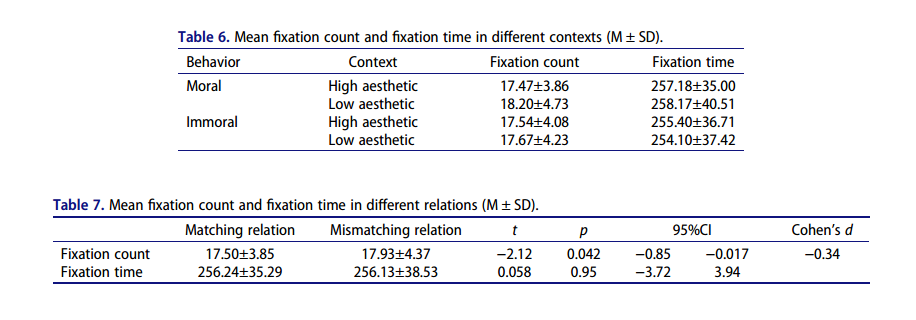 Table 6. Mean fixation count and fixation time in different contexts (M ± SD).
Behavior Context Fixation count Fixation time
Moral High aesthetic 17.47±3.86 257.18±35.00
Low aesthetic 18.20±4.73 258.17±40.51
Immoral High aesthetic 17.54±4.08 255.40±36.71
Low aesthetic 17.67±4.23 254.10±37.42
Table 7. Mean fixation count and fixation time in different relations (M ± SD).
Matching relation Mismatching relation t p 95%CI Cohen's d
Fixation count 17.50±3.85 17.93±4.37 −2.12 0.042 −0.85 −0.017 −0.34
Fixation time 256.24±35.29 256.13±38.53 0.058 0.95 −3.72 3.94